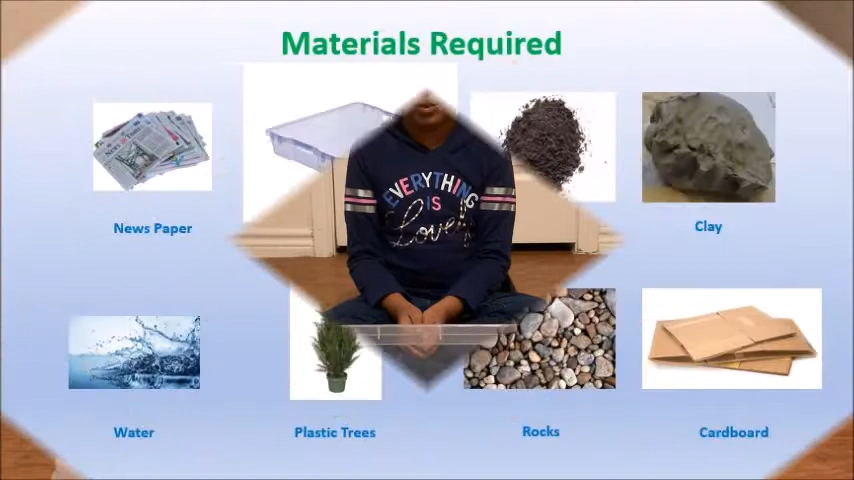 Materials Required
News Paper
Clay
EVERYTHING
IS
Lovely
Water
Plastic Trees
Rocks
Cardboard